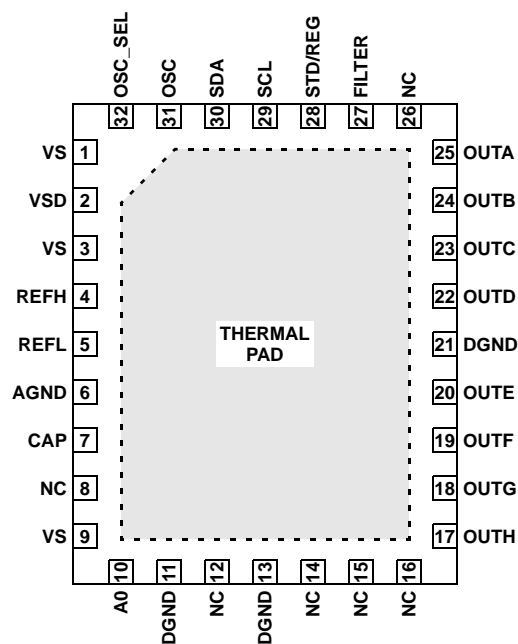 OSC_SEL
OSC
SDA
SCL
STD/REG
FILTER
NC
32
31
30
29
28
27
26
VS 1
VSD 2
VS 3
REFH 4
REFL 5
AGND 6
CAP 7
NC 8
VS 9
THERMAL
PAD
25 OUTA
24 OUTB
23 OUTC
22 OUTD
21 DGND
20 OUTE
19 OUTF
18 OUTG
17 OUTH
10
11
12
13
14
15
16
A0
DGND
NC
DGND
NC
NC
NC